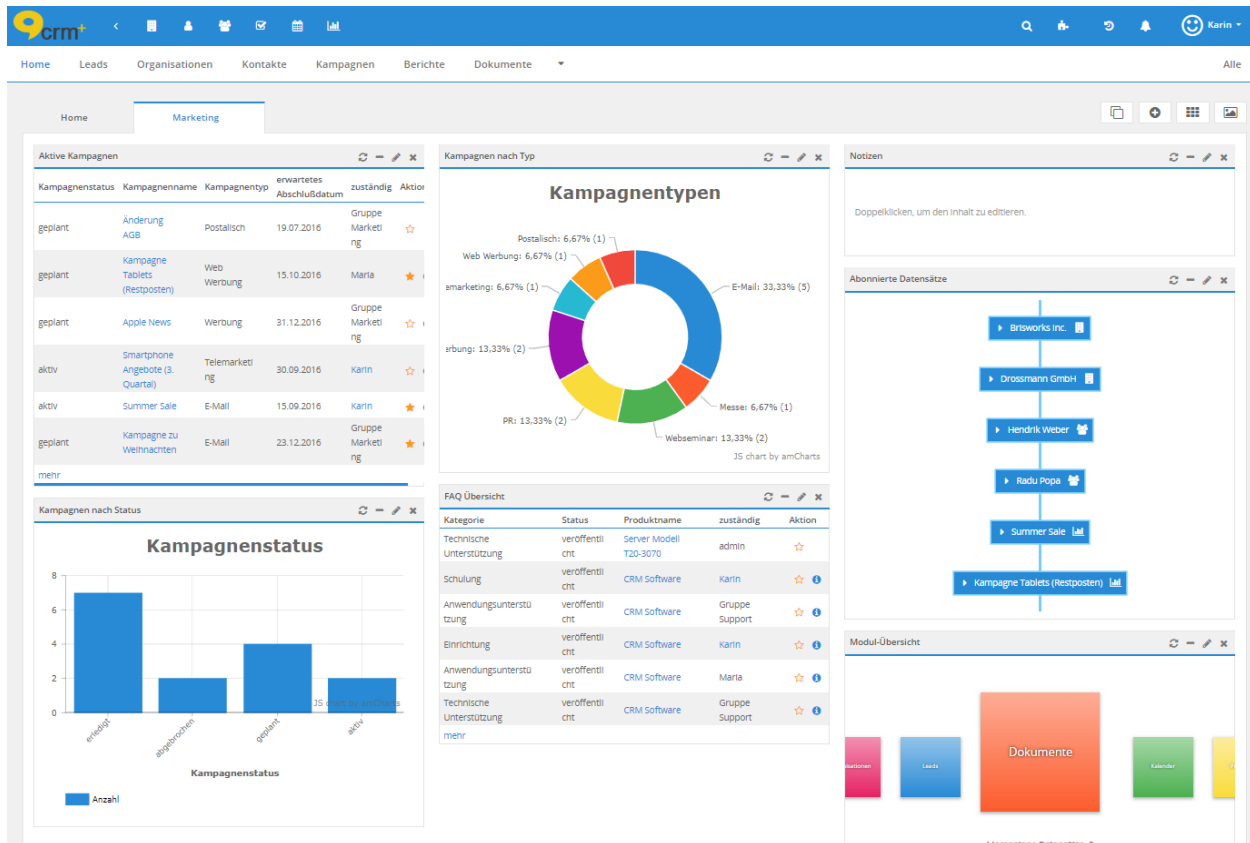 crm+
Karin
Home Leads Organisationen Kontakte Kampagnen Berichte Dokumente Alle
Home Marketing
Aktive Kampagnen
Kampagnenstatus Kampagnenname Kampagnentyp erwartetes Abschlußdatum zuständig Aktion
geplant Änderung AGB Postalisch 19.07.2016 Gruppe Marketi ng
geplant Kampagne Tablets (Restposten) Web Werbung 15.10.2016 Maria
geplant Apple News Werbung 31.12.2016 Gruppe Marketi ng
aktiv Smartphone Angebote (3. Quartal) Telemarketi ng 30.09.2016 Karin
aktiv Summer Sale E-Mail 15.09.2016 Karin
geplant Kampagne zu Weihnachten E-Mail 23.12.2016 Gruppe Marketi ng
mehr
Kampagnen nach Status
Kampagnenstatus
8
6
4
2
0
JS chart by amCharts
erledigt abgebrochen geplant aktiv
Kampagnenstatus
Anzahl
Kampagnen nach Typ
Kampagnentypen
Postalisch: 6,67% (1)
Web Werbung: 6,67% (1)
emarketing: 6,67% (1)
E-Mail: 33,33% (5)
erbung: 13,33% (2)
Messe: 6,67% (1)
PR: 13,33% (2)
Webseminar: 13,33% (2)
JS chart by amCharts
FAQ Übersicht
Kategorie Status Produktname zuständig Aktion
Technische Unterstützung veröffentli cht Server Modell T20-3070 admin
Schulung veröffentli cht CRM Software Karin
Anwendungsunterstü tzung veröffentli cht CRM Software Gruppe Support
Einrichtung veröffentli cht CRM Software Karin
Anwendungsunterstü tzung veröffentli cht CRM Software Maria
Technische Unterstützung veröffentli cht CRM Software Gruppe Support
mehr
Notizen
Doppelklicken, um den Inhalt zu editieren.
Abonnierte Datensätze
Brisworks Inc.
Drossmann GmbH
Hendrik Weber
Radu Popa
Summer Sale
Kampagne Tablets (Restposten)
Modul-Übersicht
isationen Leads Dokumente Kalender